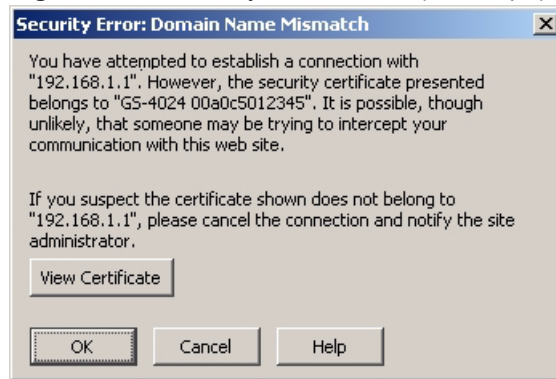 Security Error: Domain Name Mismatch
You have attempted to establish a connection with
"192.168.1.1". However, the security certificate presented
belongs to "GS-4024 00a0c5012345". It is possible, though
unlikely, that someone may be trying to intercept your
communication with this web site.
If you suspect the certificate shown does not belong to
"192.168.1.1", please cancel the connection and notify the site
administrator.
View Certificate
OK Cancel Help